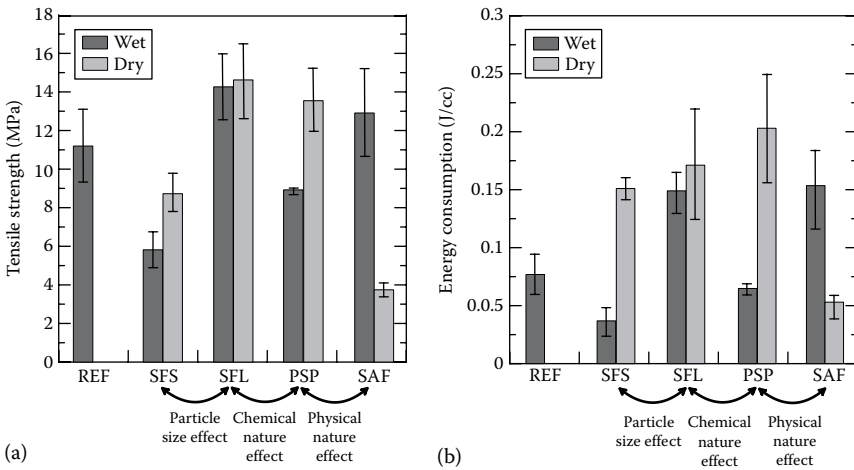 18
16
14
12
10
8
6
4
2
0
Tensile strength (MPa)
Wet
Dry
REF
SFS
SFL
PSP
SAF
Particle
size effect
Chemical
nature
effect
Physical
nature
effect
(a)
0.3
0.25
0.2
0.15
0.1
0.05
0
Energy consumption (J/cc)
Wet
Dry
REF
SFS
SFL
PSP
SAF
Particle
size effect
Chemical
nature
effect
Physical
nature
effect
(b)